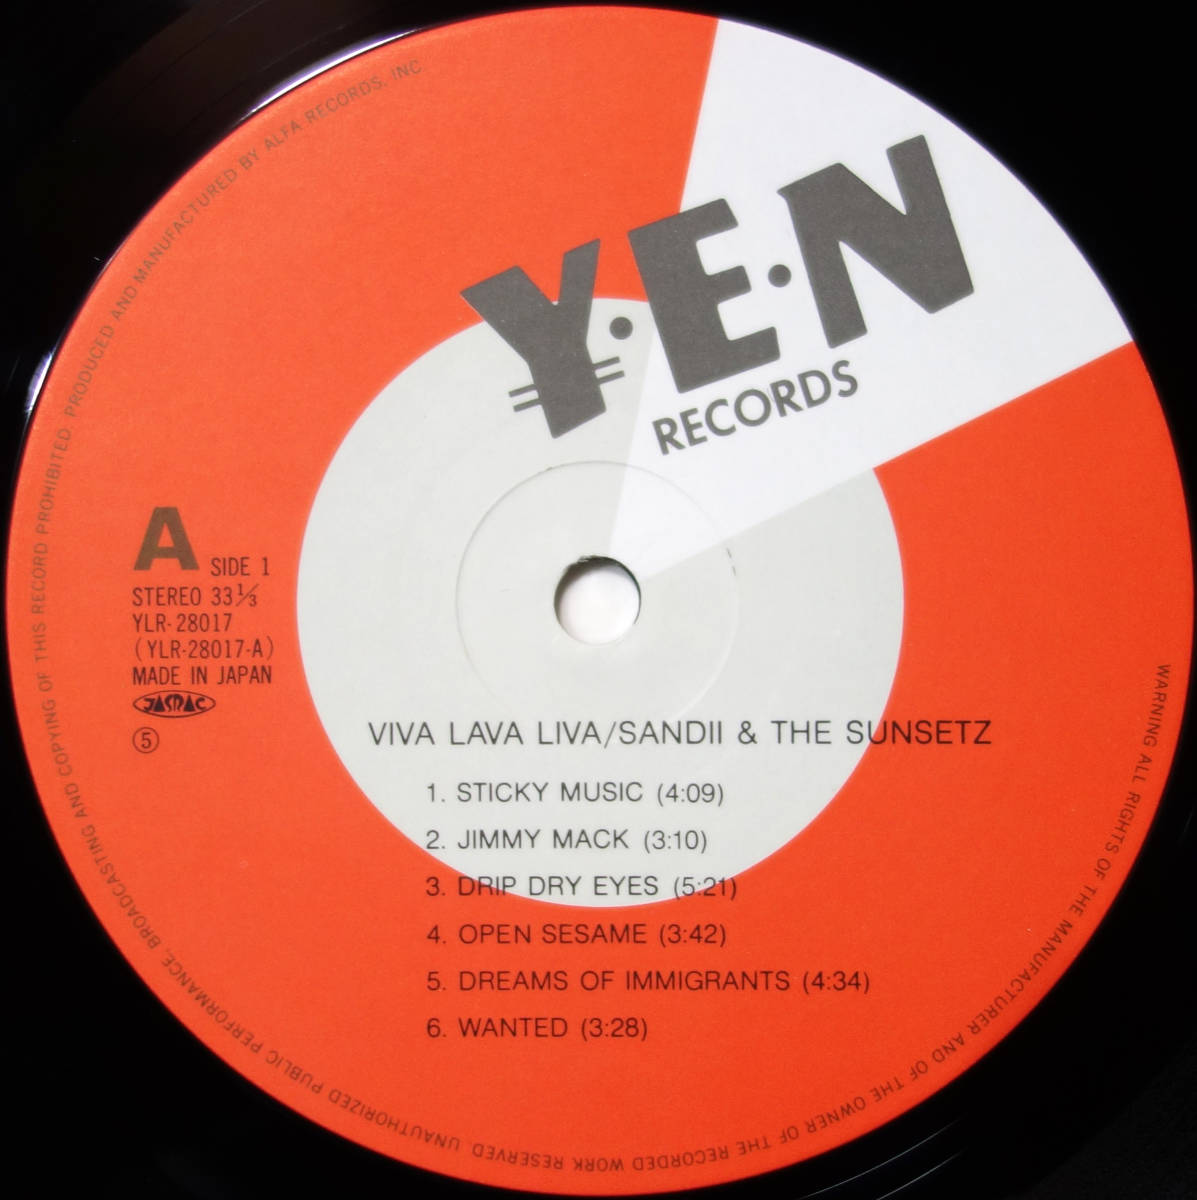 Y·E·N
RECORDS
A SIDE 1
STEREO 33⅓
YLR-28017
(YLR-28017-A)
MADE IN JAPAN
JASRAC
⑤
VIVA LAVA LIVA/SANDII & THE SUNSETZ
1. STICKY MUSIC (4:09)
2. JIMMY MACK (3:10)
3. DRIP DRY EYES (5:21)
4. OPEN SESAME (3:42)
5. DREAMS OF IMMIGRANTS (4:34)
6. WANTED (3:28)
WARNING ALL RIGHTS OF THE MANUFACTURER AND OF THE OWNER OF THE RECORDED WORK RESERVED UNAUTHORIZED PUBLIC PERFORMANCE, BROADCASTING AND COPYING OF THIS RECORD PROHIBITED. PRODUCED AND MANUFACTURED BY ALFA RECORDS, INC.